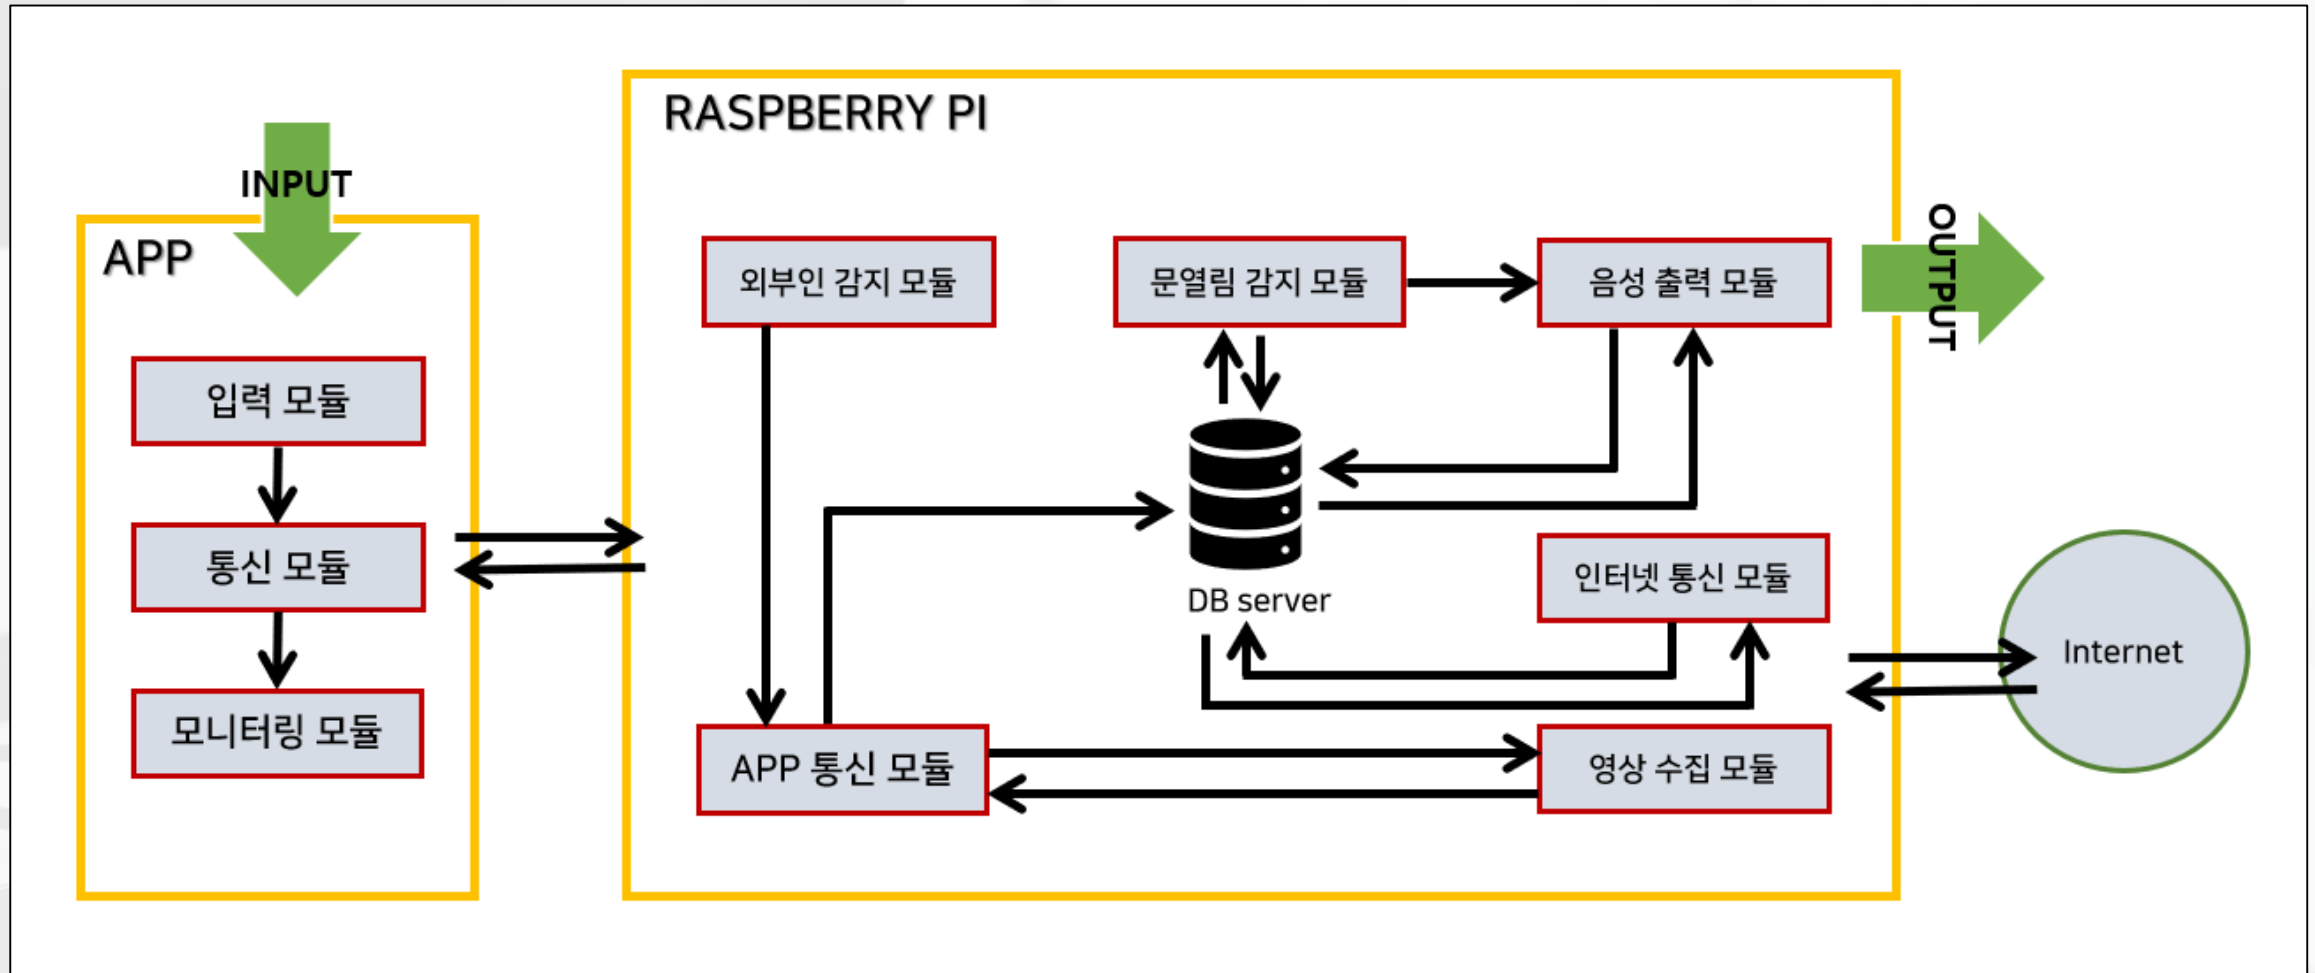 RASPBERRY PI
INPUT
APP
OUTPUT
외부인 감지 모듈
문열림 감지 모듈
음성 출력 모듈
입력 모듈
통신 모듈
모니터링 모듈
DB server
인터넷 통신 모듈
Internet
APP 통신 모듈
영상 수집 모듈